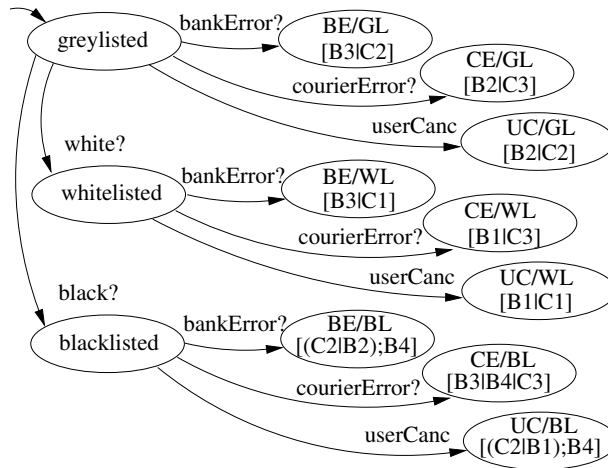 bankError?
BE/GL
[B3|C2]
greylisted
CE/GL
[B2|C3]
courierError?
userCanc
UC/GL
[B2|C2]
white?
bankError?
BE/WL
[B3|C1]
whitelisted
CE/WL
[B1|C3]
courierError?
userCanc
UC/WL
[B1|C1]
black?
bankError?
BE/BL
[(C2|B2);B4]
blacklisted
CE/BL
[B3|B4|C3]
courierError?
userCanc
UC/BL
[(C2|B1);B4]